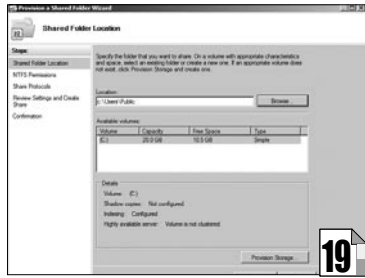 Provision a Shared Folder Wizard
Shared Folder Location
Steps:
Shared Folder Location
NTFS Permissions
Share Protocols
Review Settings and Create
Share
Confirmation
Specify the folder that you want to share. On a volume with appropriate characteristics
and space, select an existing folder or create a new one. If an appropriate volume does
not exist, click Provision Storage and create one.
Location:
c:\Users\Public
Browse...
Available volumes:
Volume Capacity Free Space Type
(C:) 20.0 GB 10.5 GB Simple
Details
Volume: (C:)
Shadow copies: Not configured
Indexing: Configured
Highly available server: Volume is not clustered
Provision Storage...
19